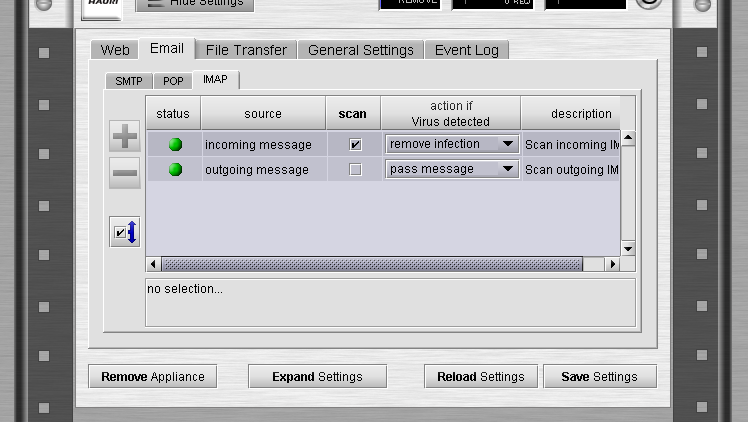 HAURI
Hide Settings
REMOVE
0 REQ
Web
Email
File Transfer
General Settings
Event Log
SMTP
POP
IMAP
status
source
scan
action if
Virus detected
description
incoming message
remove infection
Scan incoming IM
outgoing message
pass message
Scan outgoing IM
no selection...
Remove Appliance
Expand Settings
Reload Settings
Save Settings